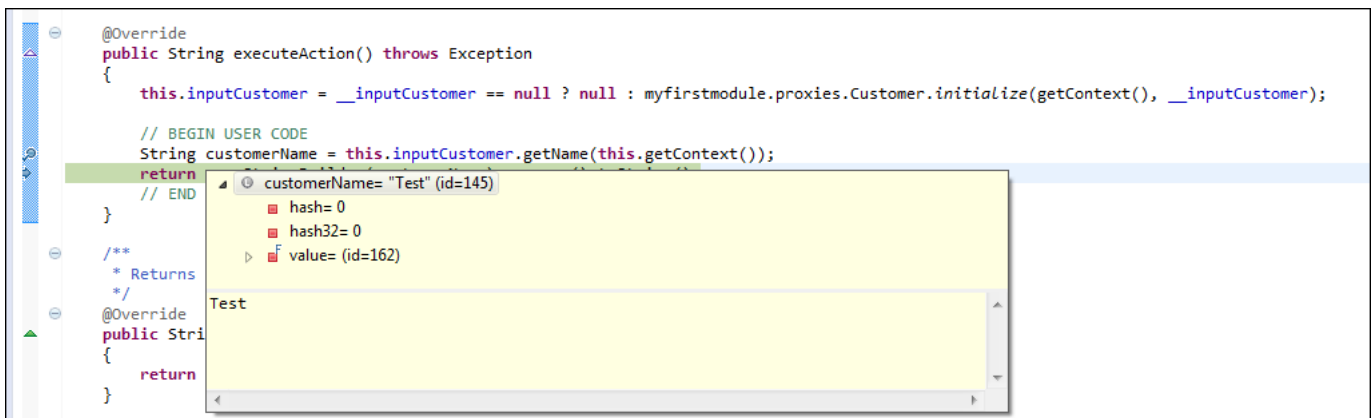 @Override
public String executeAction() throws Exception
{
this.inputCustomer = __inputCustomer == null ? null : myfirstmodule.proxies.Customer.initialize(getContext(), __inputCustomer);
// BEGIN USER CODE
String customerName = this.inputCustomer.getName(this.getContext());
return
customerName= "Test" (id=145)
// END
hash= 0
}
hash32= 0
/**
value= (id=162)
* Returns
*/
Test
@Override
public Stri
{
return
}